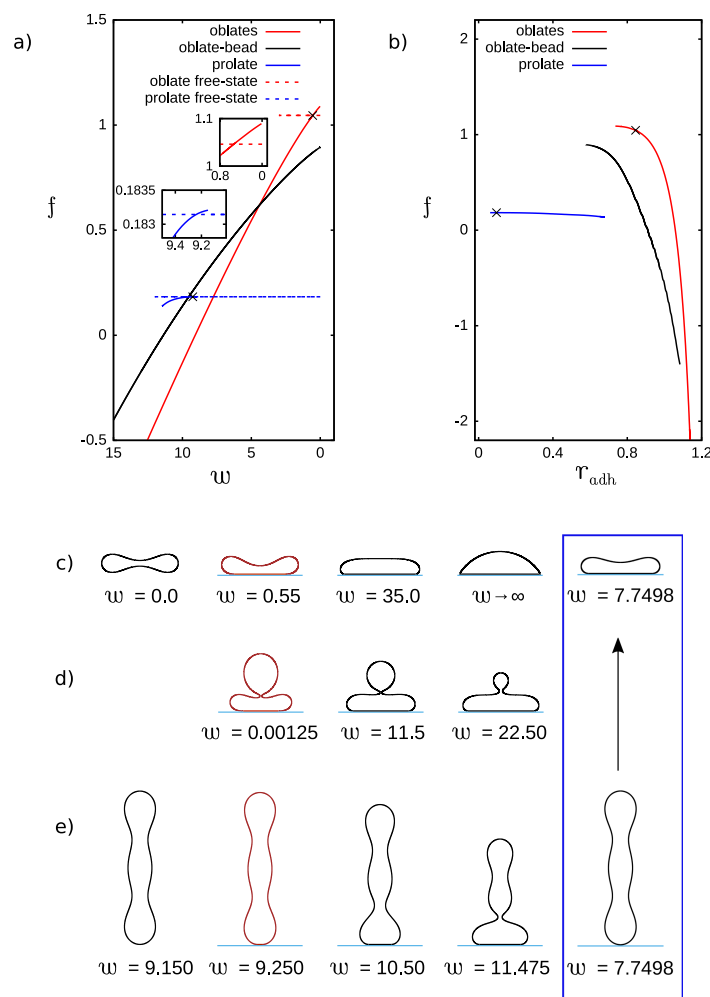 a)
1.5
1
0.5
0
-0.5
15
10
5
0
f
w
oblates
oblate-bead
prolate
oblate free-state
prolate free-state
1.1
1
0.8
0
0.1835
0.183
9.4
9.2
b)
2
1
0
-1
-2
0
0.4
0.8
1.2
f
r_adh
oblates
oblate-bead
prolate
c)
w = 0.0
w = 0.55
w = 35.0
w → ∞
w = 7.7498
d)
w = 0.00125
w = 11.5
w = 22.50
e)
w = 9.150
w = 9.250
w = 10.50
w = 11.475
w = 7.7498